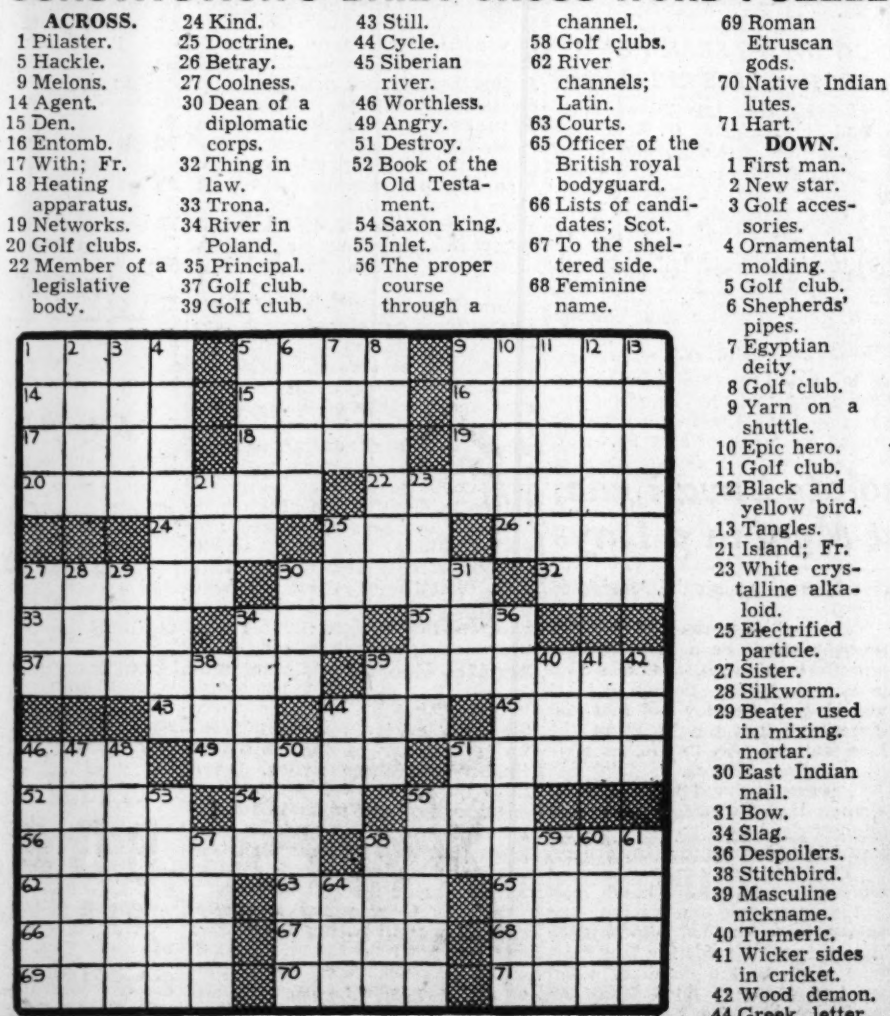 ACROSS.
1 Pilaster.
5 Hackle.
9 Melons.
14 Agent.
15 Den.
16 Entomb.
17 With; Fr.
18 Heating
apparatus.
19 Networks.
20 Golf clubs.
22 Member of a
legislative
body.
24 Kind.
25 Doctrine.
26 Betray.
27 Coolness.
30 Dean of a
diplomatic
corps.
32 Thing in
law.
33 Trona.
34 River in
Poland.
35 Principal.
37 Golf club.
39 Golf club.
43 Still.
44 Cycle.
45 Siberian
river.
46 Worthless.
49 Angry.
51 Destroy.
52 Book of the
Old Testa-
ment.
54 Saxon king.
55 Inlet.
56 The proper
course
through a
channel.
58 Golf clubs.
62 River
channels;
Latin.
63 Courts.
65 Officer of the
British royal
bodyguard.
66 Lists of candi-
dates; Scot.
67 To the shel-
tered side.
68 Feminine
name.
69 Roman
Etruscan
gods.
70 Native Indian
lutes.
71 Hart.
DOWN.
1 First man.
2 New star.
3 Golf acces-
sories.
4 Ornamental
molding.
5 Golf club.
6 Shepherds'
pipes.
7 Egyptian
deity.
8 Golf club.
9 Yarn on a
shuttle.
10 Epic hero.
11 Golf club.
12 Black and
yellow bird.
13 Tangles.
21 Island; Fr.
23 White crys-
talline alka-
loid.
25 Electrified
particle.
27 Sister.
28 Silkworm.
29 Beater used
in mixing.
mortar.
30 East Indian
mail.
31 Bow.
34 Slag.
36 Despoilers.
38 Stitchbird.
39 Masculine
nickname.
40 Turmeric.
41 Wicker sides
in cricket.
42 Wood demon.
44 Greek letter
1 2 3 4 5 6 7 8 9 10 11 12 13
14 15 16
17 18 19
20 21 22 23
24 25 26
27 28 29 30 31 32
33 34 35 36
37 38 39 40 41 42
43 44 45
46 47 48 49 50 51
52 53 54 55
56 57 58 59 60 61
62 63 64 65
66 67 68
69 70 71